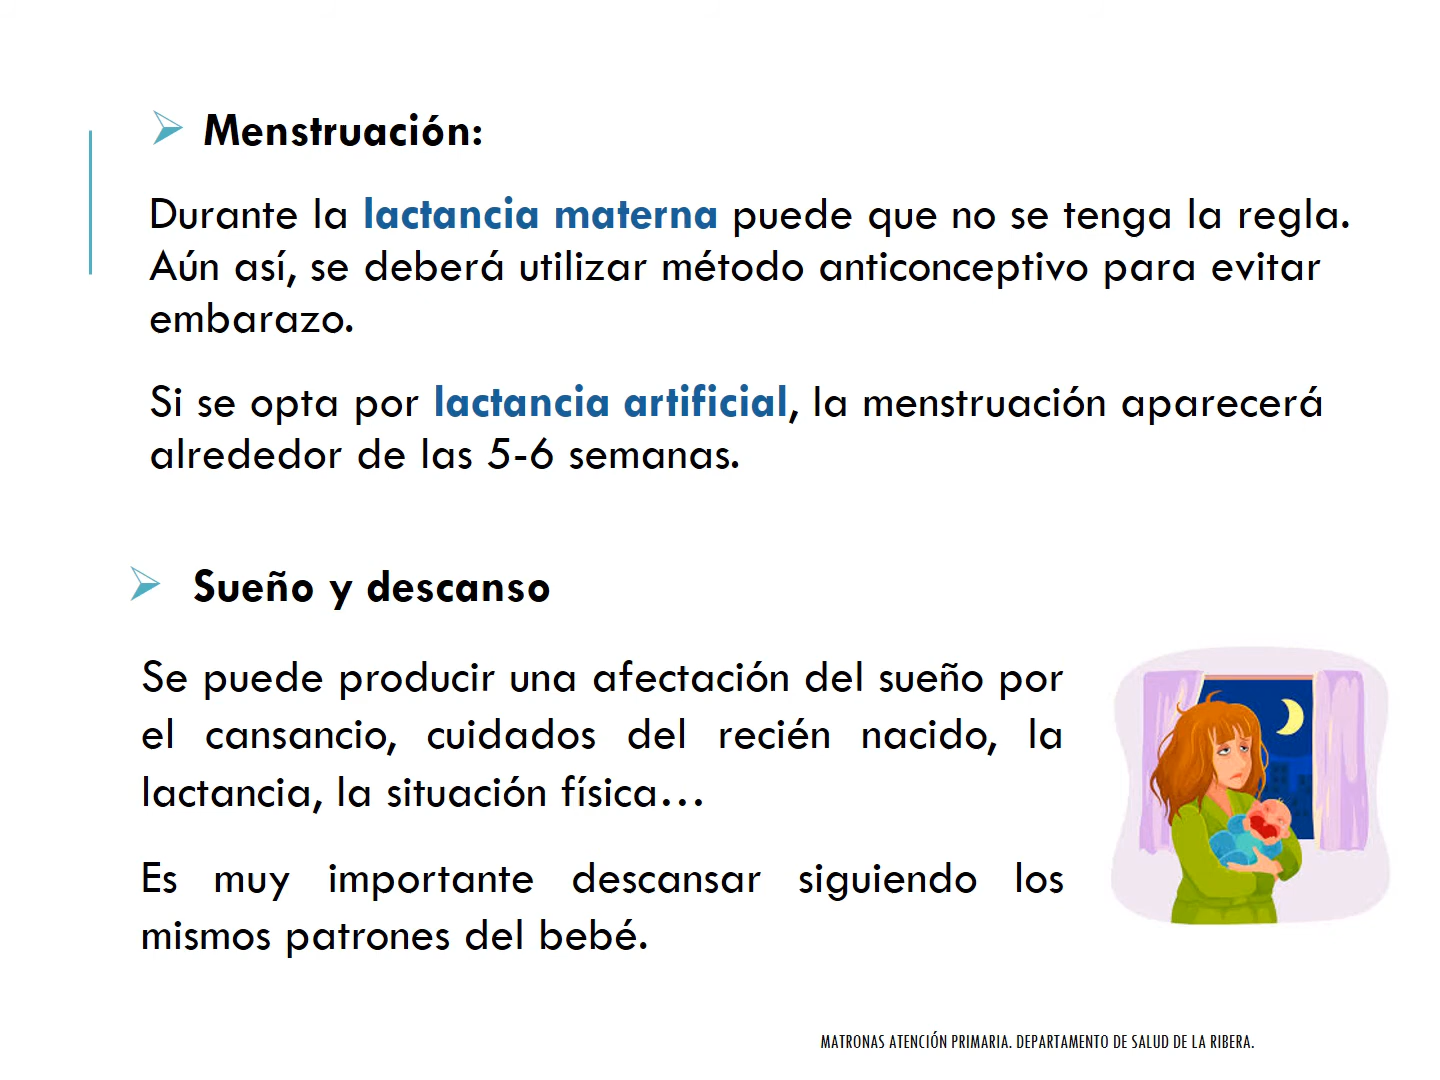 Menstruación:
Durante la lactancia materna puede que no se tenga la regla.
Aún así, se deberá utilizar método anticonceptivo para evitar
embarazo.
Si se opta por lactancia artificial, la menstruación aparecerá
alrededor de las 5-6 semanas.
Sueño y descanso
Se puede producir una afectación del sueño por
el cansancio, cuidados del recién nacido, la
lactancia, la situación física...
Es muy importante descansar siguiendo los
mismos patrones del bebé.
MATRONAS ATENCIÓN PRIMARIA. DEPARTAMENTO DE SALUD DE LA RIBERA.